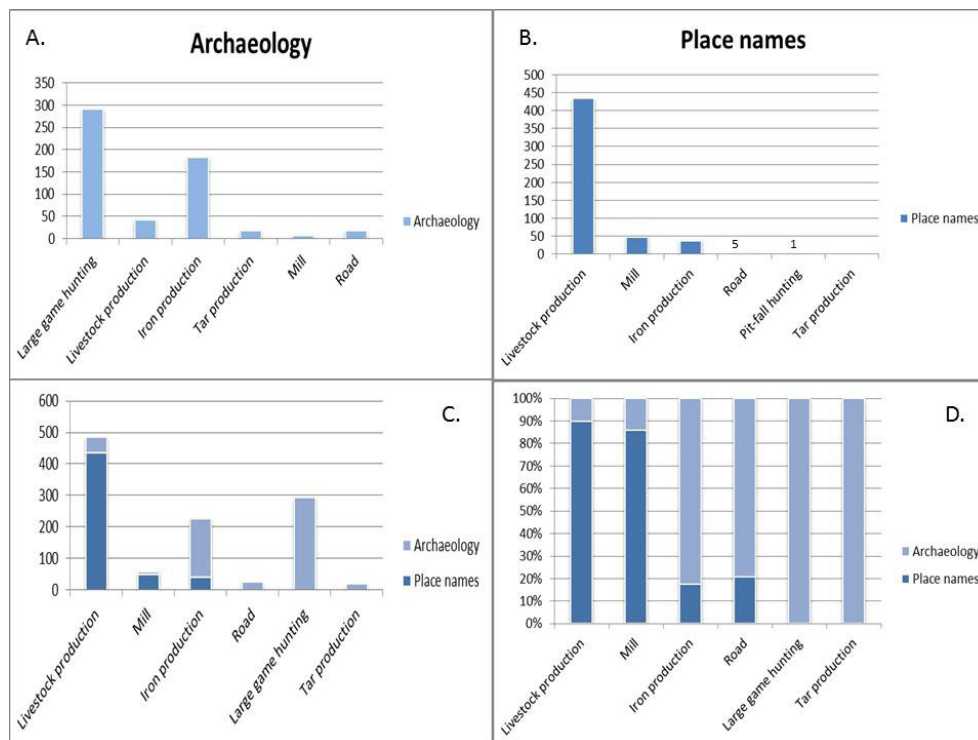 A.
Archaeology
350
300
250
200
150
100
50
0
Large game hunting
Livestock production
Iron production
Tar production
Mill
Road
Archaeology
B.
Place names
500
450
400
350
300
250
200
150
100
50
0
5
1
Livestock production
Mill
Iron production
Road
Pit-fall hunting
Tar production
Place names
C.
600
500
400
300
200
100
0
Livestock production
Mill
Iron production
Road
Large game hunting
Tar production
Archaeology
Place names
D.
100%
90%
80%
70%
60%
50%
40%
30%
20%
10%
0%
Livestock production
Mill
Iron production
Road
Large game hunting
Tar production
Archaeology
Place names